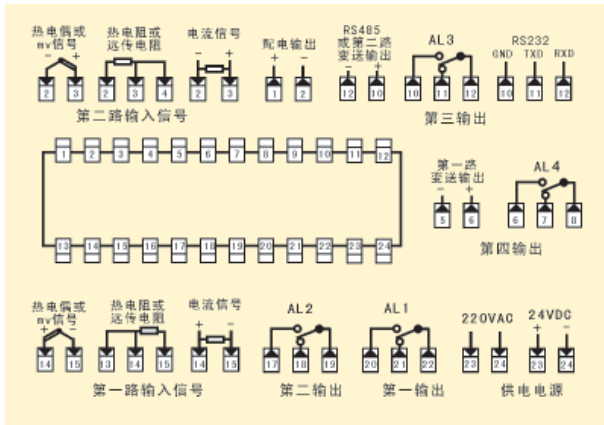 热电偶或
mv信号
- +
2 3
热电阻或
远传电阻
2 3 4
电流信号
- +
2 3
第二路输入信号
配电输出
+ -
1 2
RS485
或第二路
变送输出
- +
12 10
AL3
10 11 12
RS232
GND TXD RXD
10 11 12
第三输出
1 2 3 4 5 6 7 8 9 10 11 12
13 14 15 16 17 18 19 20 21 22 23 24
第一路
变送输出
- +
5 6
AL4
6 7 8
第四输出
热电偶或
mv信号
+ -
14 15
热电阻或
远传电阻
13 14 15
电流信号
+ -
14 15
第一路输入信号
AL2
17 18 19
第二输出
AL1
20 21 22
第一输出
220VAC
23 24
24VDC
+ -
23 24
供电电源